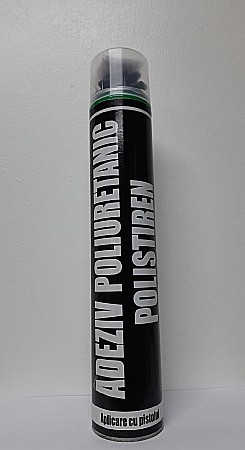 ADEZIV POLIURETANIC
POLISTIREN
Aplicare cu pistolul